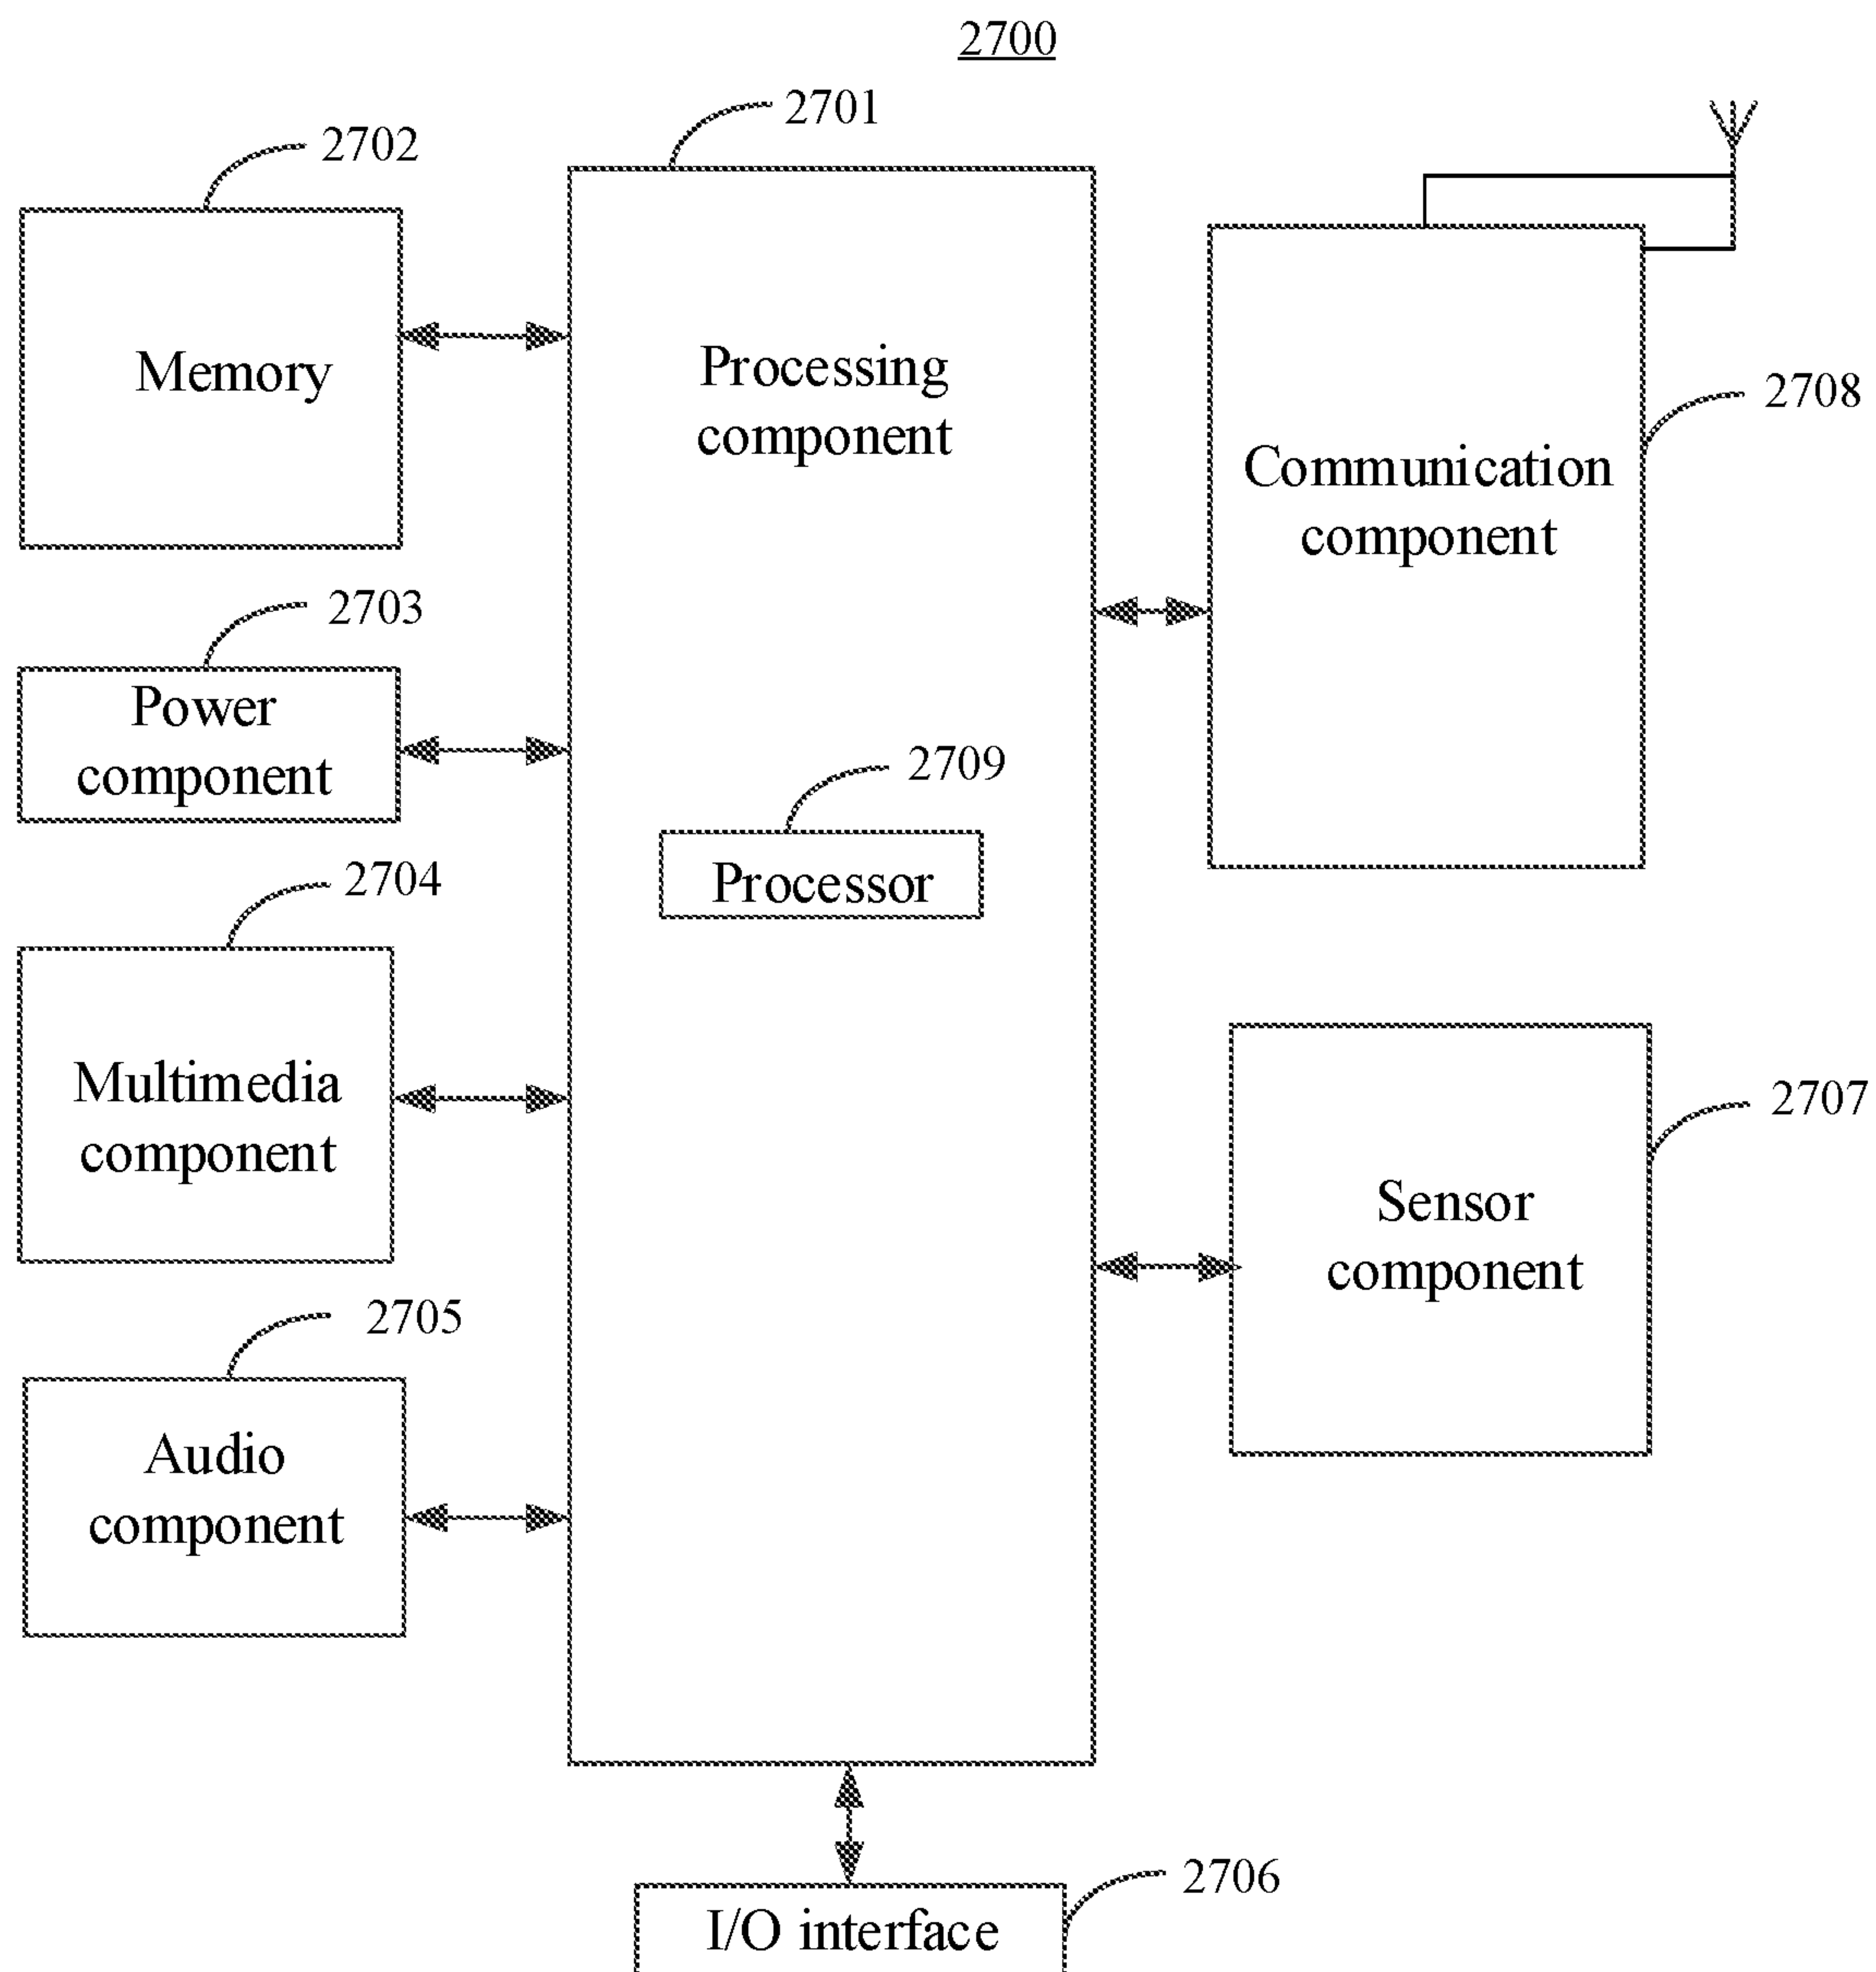 2700
2701
2702
Memory
Processing
component
2708
Communication
component
2703
Power
component
2709
Processor
2704
Multimedia
component
2707
Sensor
component
2705
Audio
component
2706
I/O interface